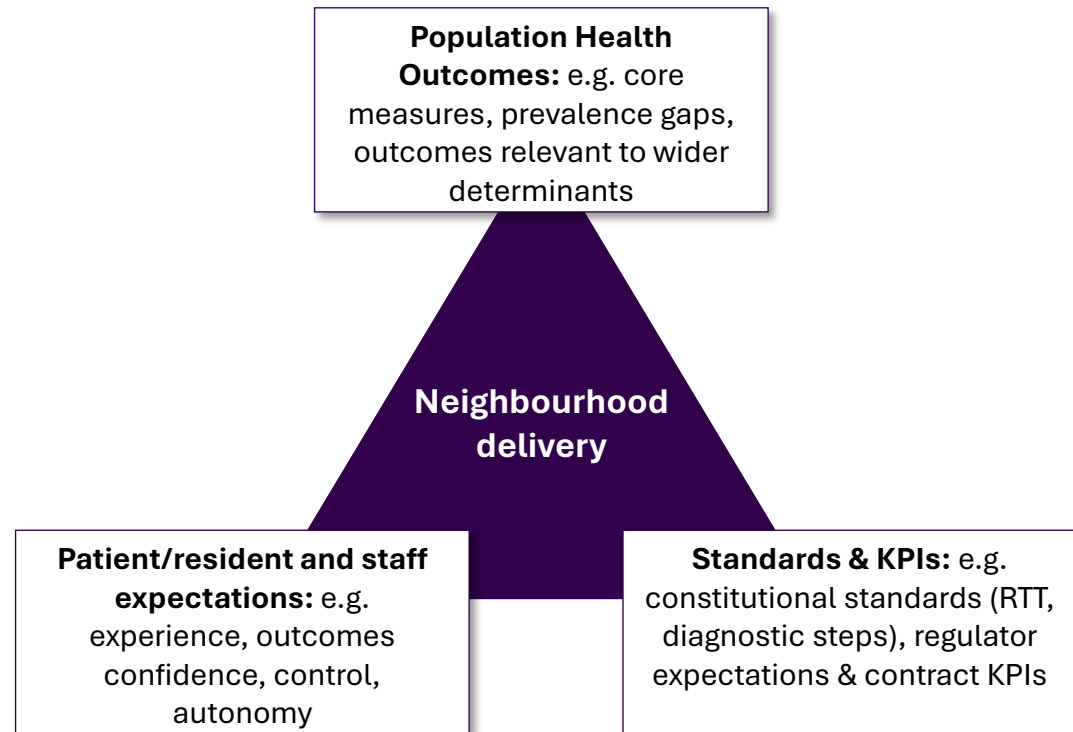 Population Health
Outcomes: e.g. core
measures, prevalence gaps,
outcomes relevant to wider
determinants
Neighbourhood
delivery
Patient/resident and staff
expectations: e.g.
experience, outcomes
confidence, control,
autonomy
Standards & KPIs: e.g.
constitutional standards (RTT,
diagnostic steps), regulator
expectations & contract KPIs